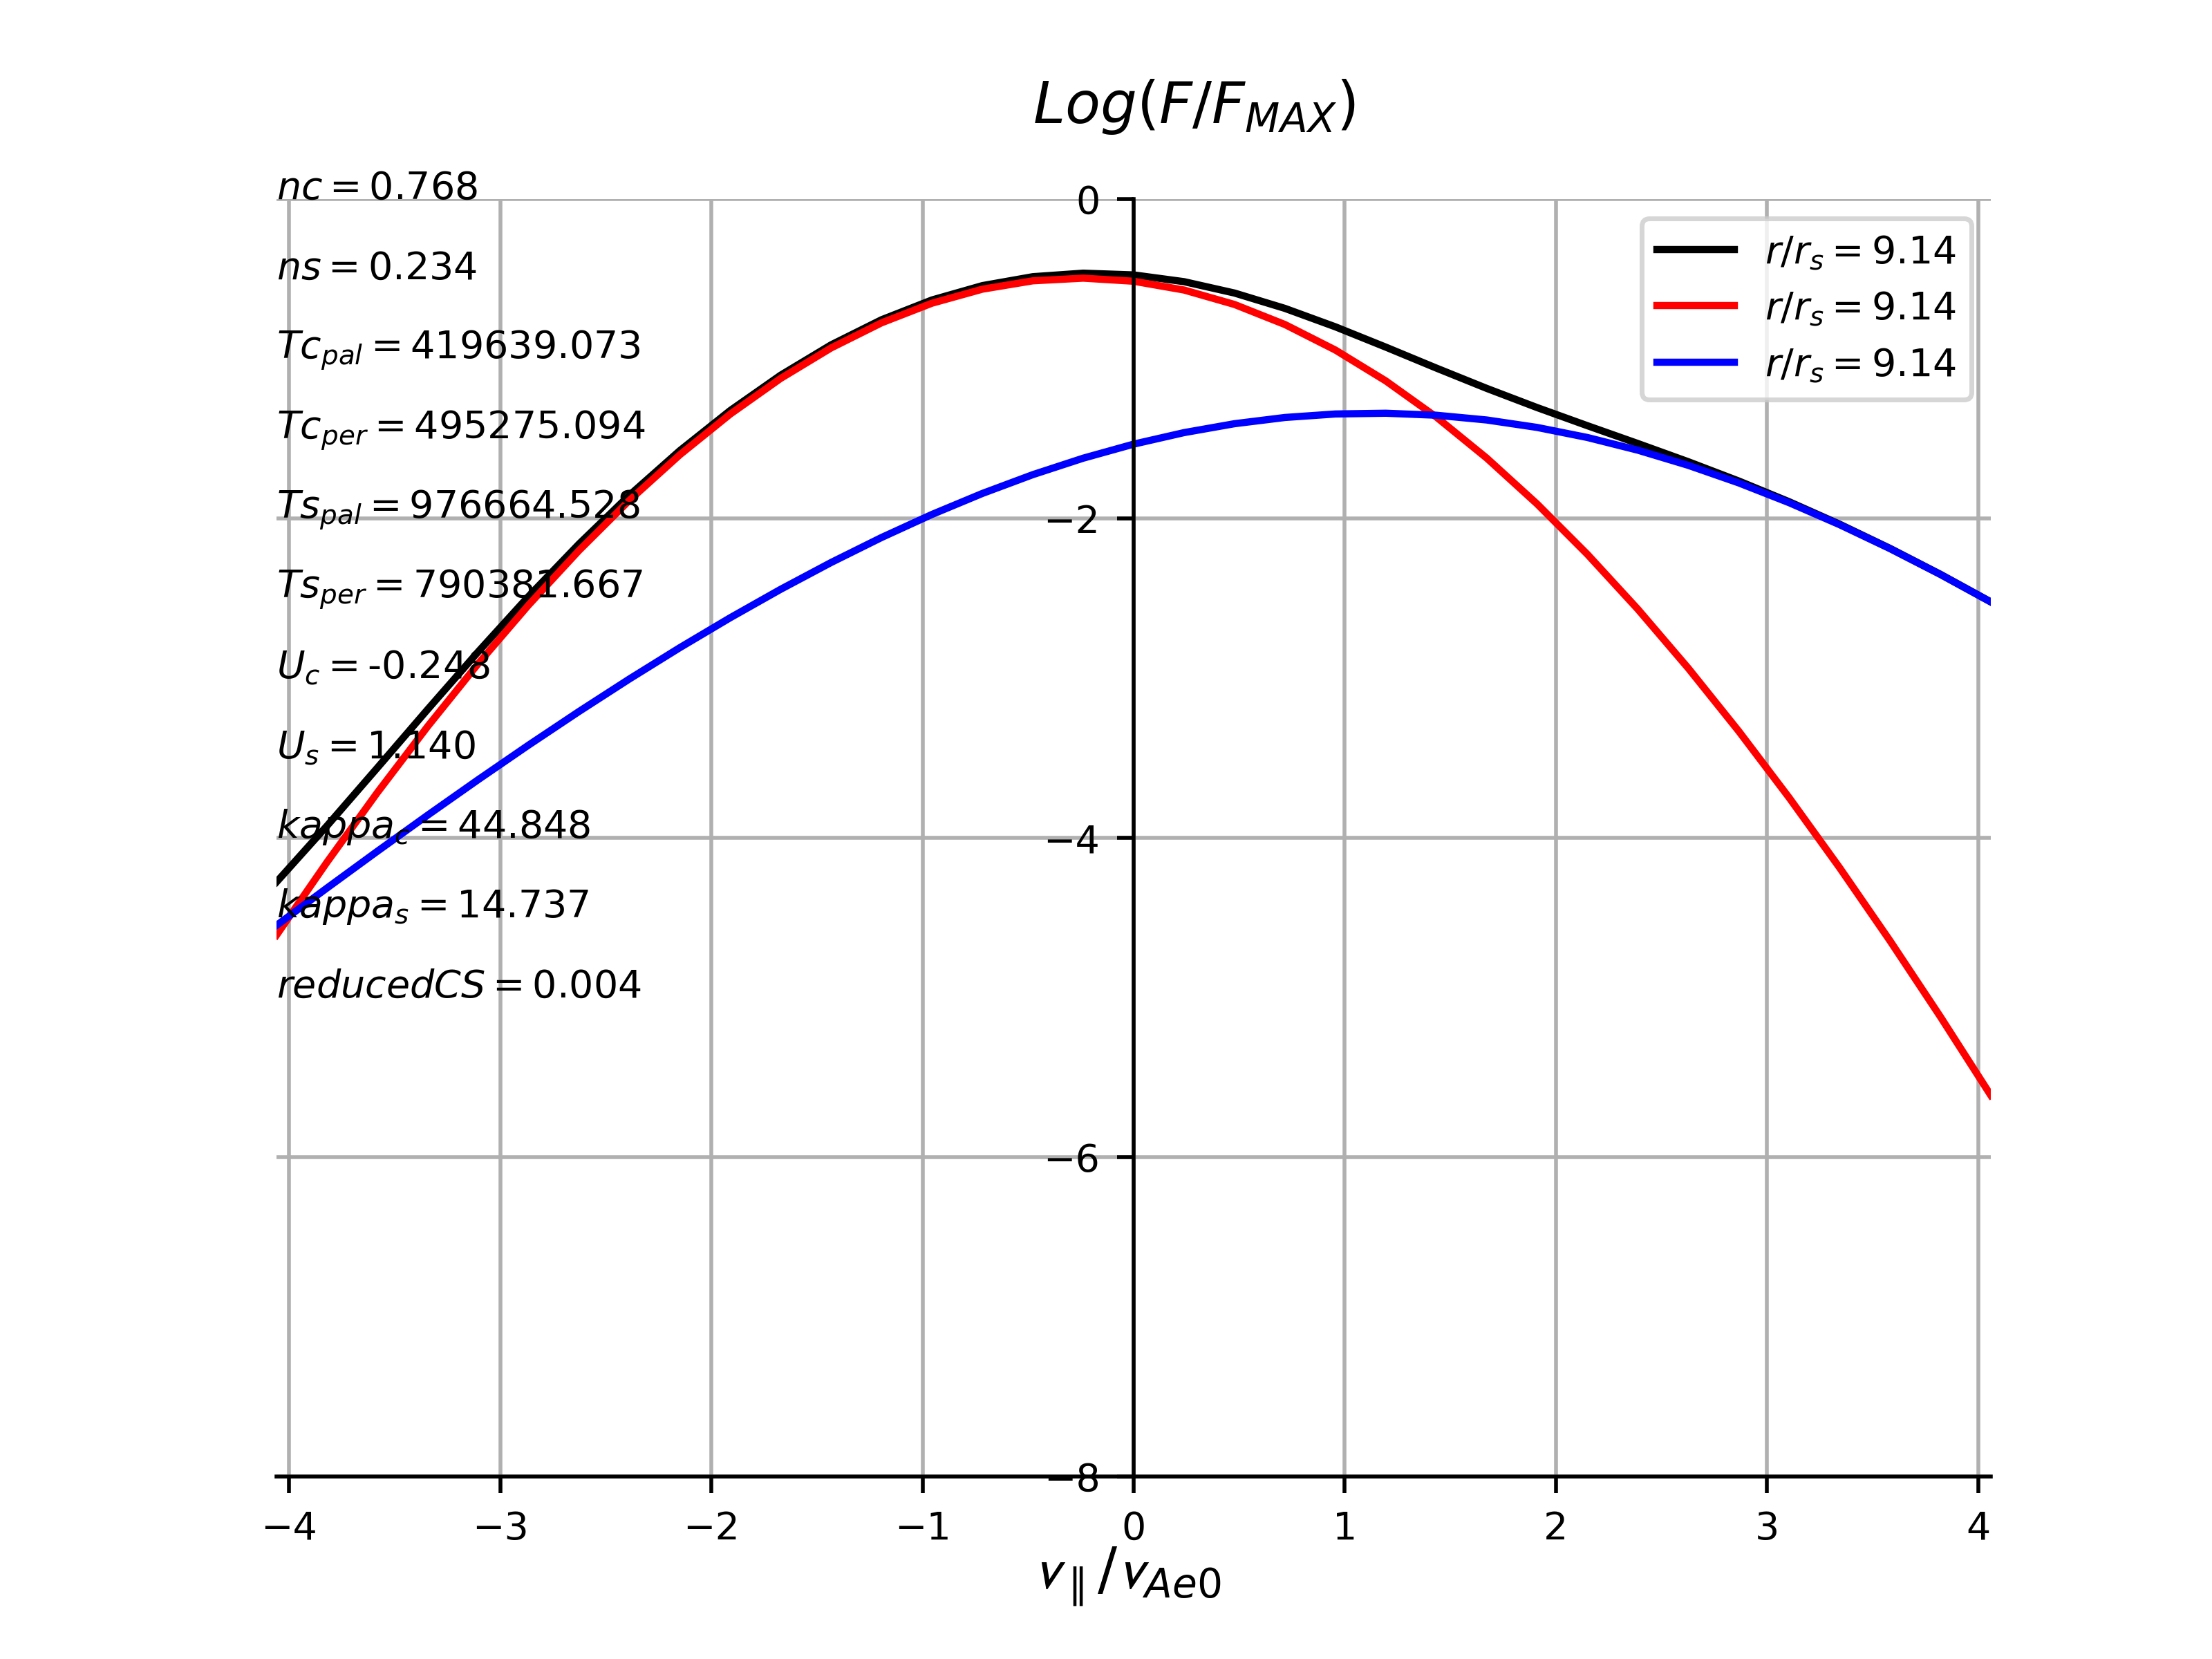 Log(F/F_MAX)
nc = 0.768
ns = 0.234
Tc_pal = 419639.073
Tc_per = 495275.094
Ts_pal = 976664.528
Ts_per = 790381.667
U_c = -0.248
U_s = 1.140
kappa_c = 44.848
kappa_s = 14.737
reducedCS = 0.004
r/r_s = 9.14
r/r_s = 9.14
r/r_s = 9.14
0
−2
−4
−6
−8
−4 −3 −2 −1 0 1 2 3 4
v_∥/v_Ae0